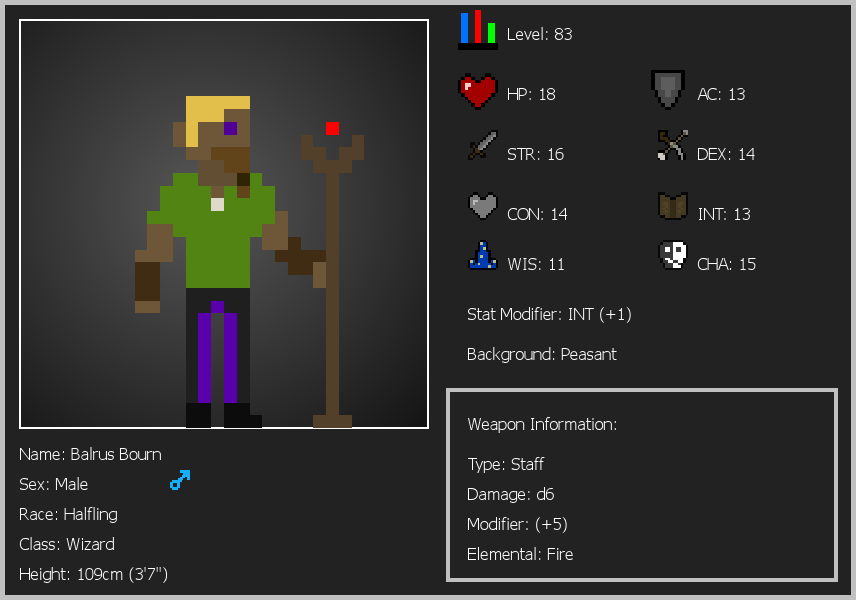 Level: 83
HP: 18
AC: 13
STR: 16
DEX: 14
CON: 14
INT: 13
WIS: 11
CHA: 15
Stat Modifier: INT (+1)
Background: Peasant
Weapon Information:
Type: Staff
Damage: d6
Modifier: (+5)
Elemental: Fire
Name: Balrus Bourn
Sex: Male
Race: Halfling
Class: Wizard
Height: 109cm (3'7")